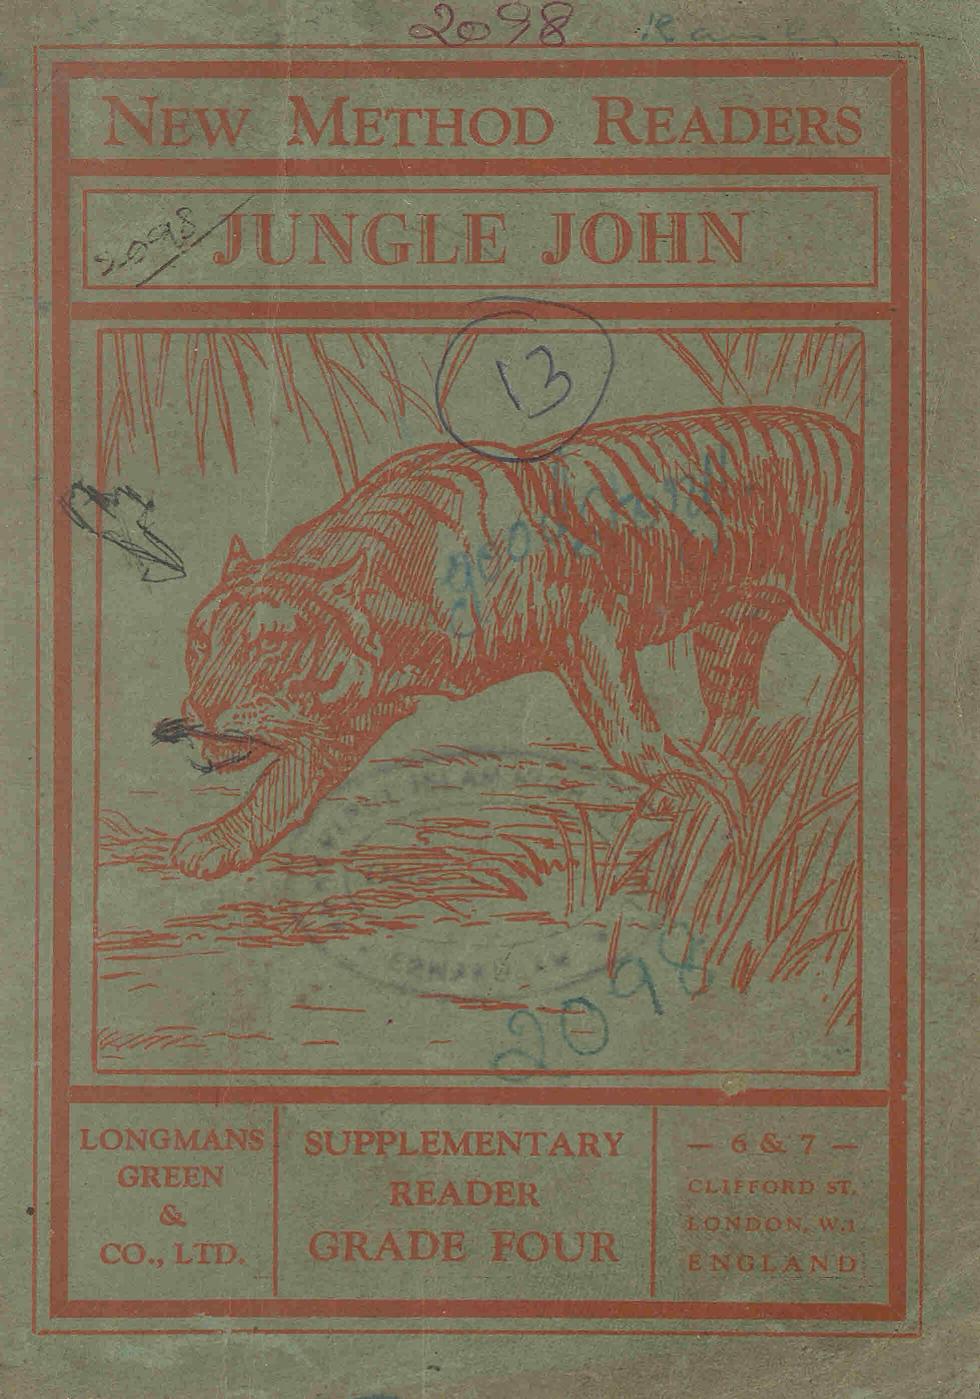 2098
NEW METHOD READERS
JUNGLE JOHN
2098
13
2098
LONGMANS
GREEN
&
CO., LTD.
SUPPLEMENTARY
READER
GRADE FOUR
— 6 & 7 —
CLIFFORD ST.
LONDON, W.1
ENGLAND